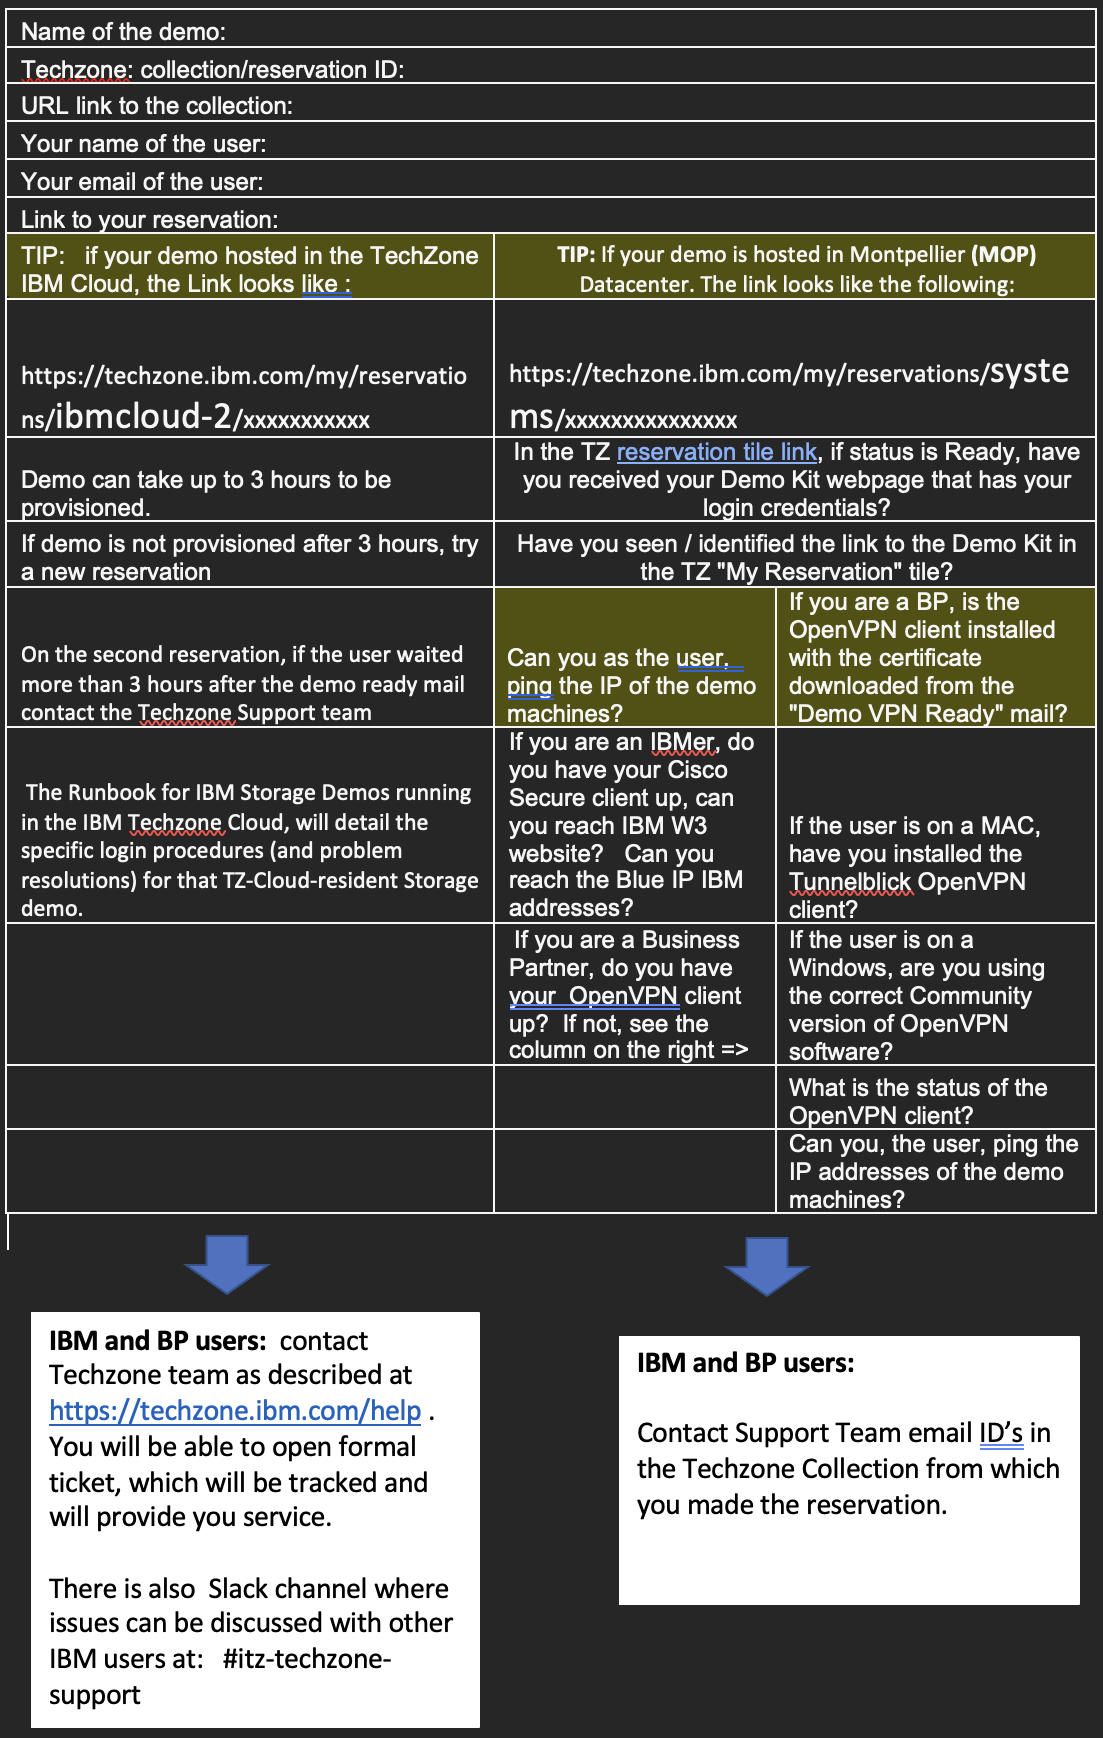 Name of the demo:
Techzone: collection/reservation ID:
URL link to the collection:
Your name of the user:
Your email of the user:
Link to your reservation:
TIP:   if your demo hosted in the TechZone
IBM Cloud, the Link looks like :
TIP: If your demo is hosted in Montpellier (MOP)
Datacenter. The link looks like the following:
https://techzone.ibm.com/my/reservatio
ns/ibmcloud-2/xxxxxxxxxxx
https://techzone.ibm.com/my/reservations/syste
ms/xxxxxxxxxxxxxxx
Demo can take up to 3 hours to be
provisioned.
In the TZ reservation tile link, if status is Ready, have
you received your Demo Kit webpage that has your
login credentials?
If demo is not provisioned after 3 hours, try
a new reservation
Have you seen / identified the link to the Demo Kit in
the TZ "My Reservation" tile?
On the second reservation, if the user waited
more than 3 hours after the demo ready mail
contact the Techzone Support team
Can you as the user,
ping the IP of the demo
machines?
If you are a BP, is the
OpenVPN client installed
with the certificate
downloaded from the
"Demo VPN Ready" mail?
The Runbook for IBM Storage Demos running
in the IBM Techzone Cloud, will detail the
specific login procedures (and problem
resolutions) for that TZ-Cloud-resident Storage
demo.
If you are an IBMer, do
you have your Cisco
Secure client up, can
you reach IBM W3
website?   Can you
reach the Blue IP IBM
addresses?
If the user is on a MAC,
have you installed the
Tunnelblick OpenVPN
client?
If you are a Business
Partner, do you have
your  OpenVPN client
up?  If not, see the
column on the right =>
If the user is on a
Windows, are you using
the correct Community
version of OpenVPN
software?
What is the status of the
OpenVPN client?
Can you, the user, ping the
IP addresses of the demo
machines?
IBM and BP users:  contact
Techzone team as described at
https://techzone.ibm.com/help .
You will be able to open formal
ticket, which will be tracked and
will provide you service.
There is also  Slack channel where
issues can be discussed with other
IBM users at:   #itz-techzone-
support
IBM and BP users:
Contact Support Team email ID's in
the Techzone Collection from which
you made the reservation.